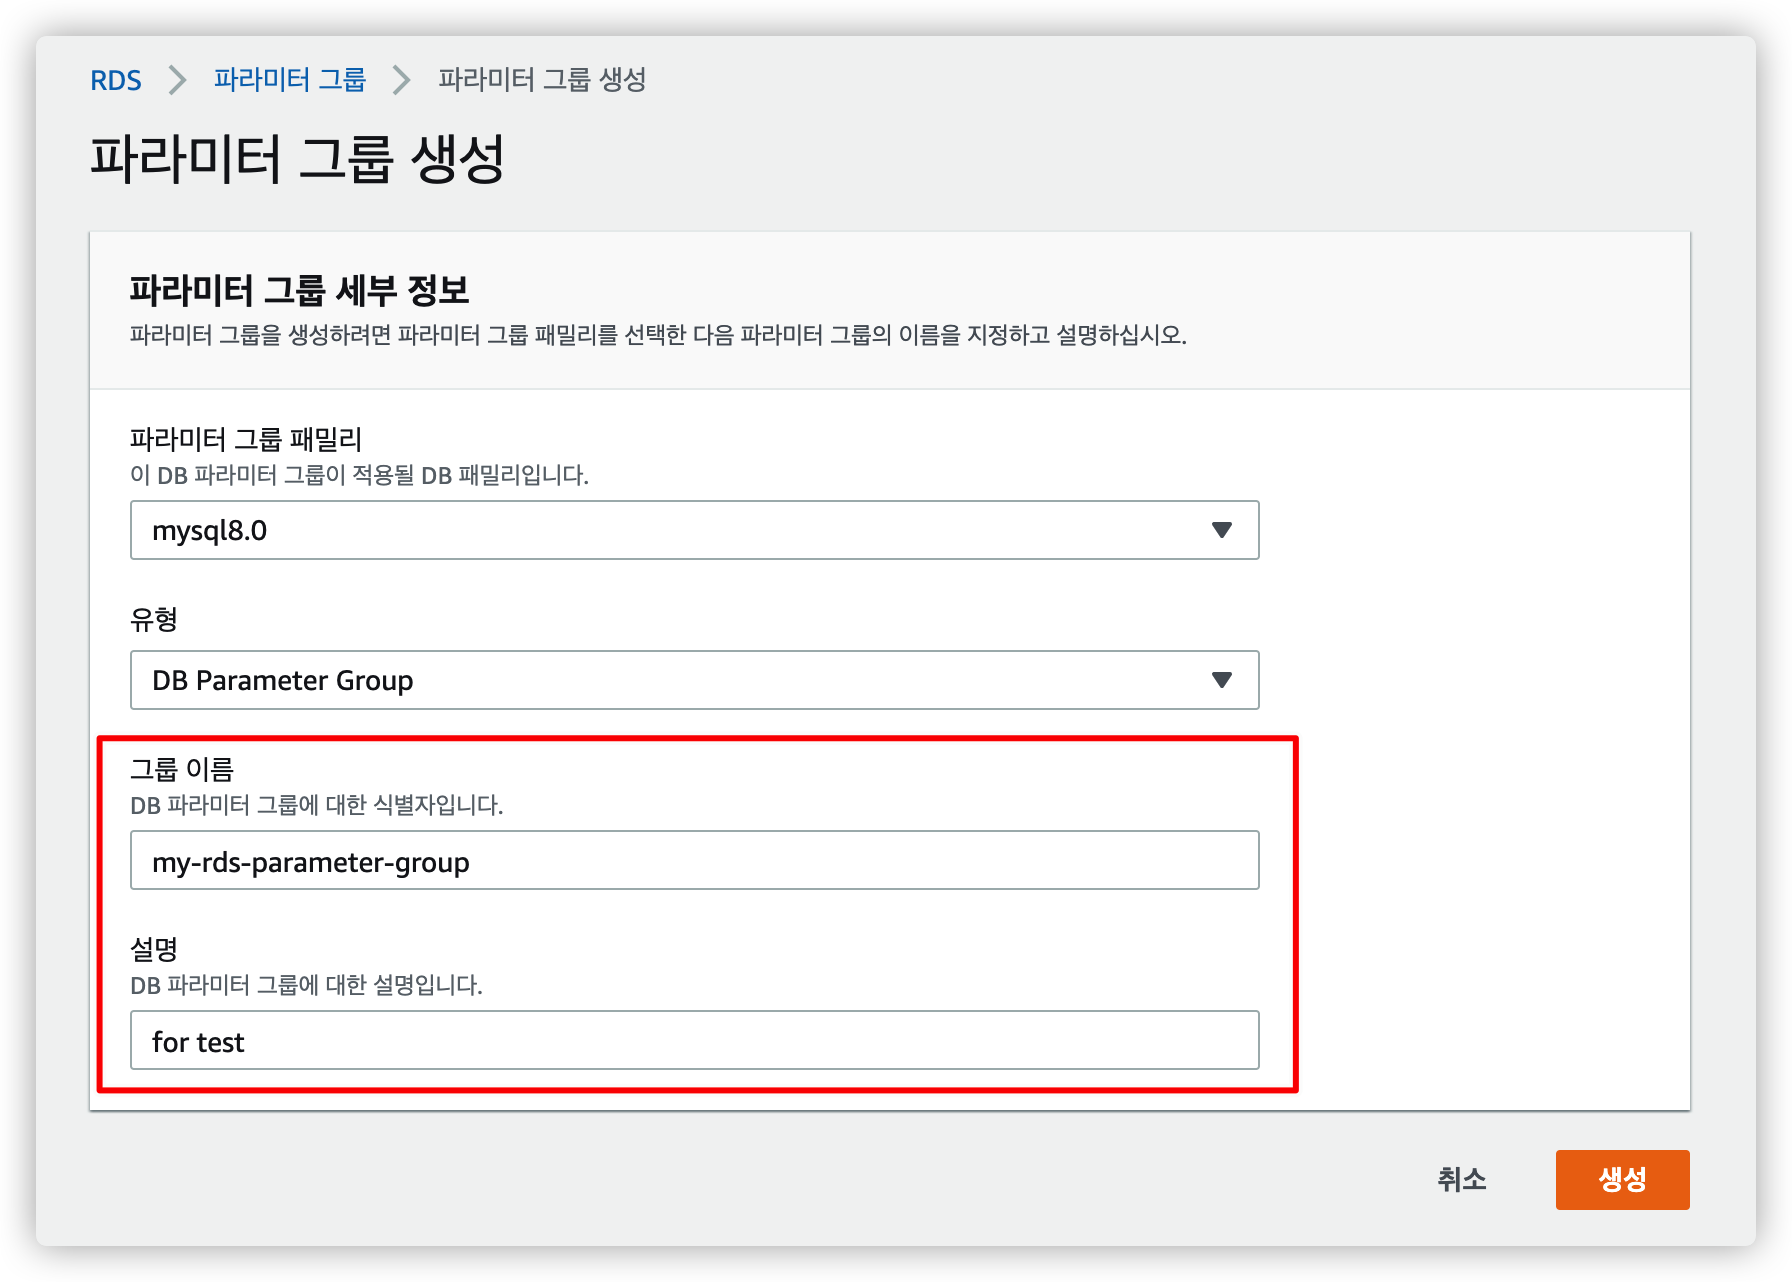 RDS 파라미터 그룹 파라미터 그룹 생성
파라미터 그룹 생성
파라미터 그룹 세부 정보
파라미터 그룹을 생성하려면 파라미터 그룹 패밀리를 선택한 다음 파라미터 그룹의 이름을 지정하고 설명하십시오.
파라미터 그룹 패밀리
이 DB 파라미터 그룹이 적용될 DB 패밀리입니다.
mysql8.0
유형
DB Parameter Group
그룹 이름
DB 파라미터 그룹에 대한 식별자입니다.
my-rds-parameter-group
설명
DB 파라미터 그룹에 대한 설명입니다.
for test
취소 생성